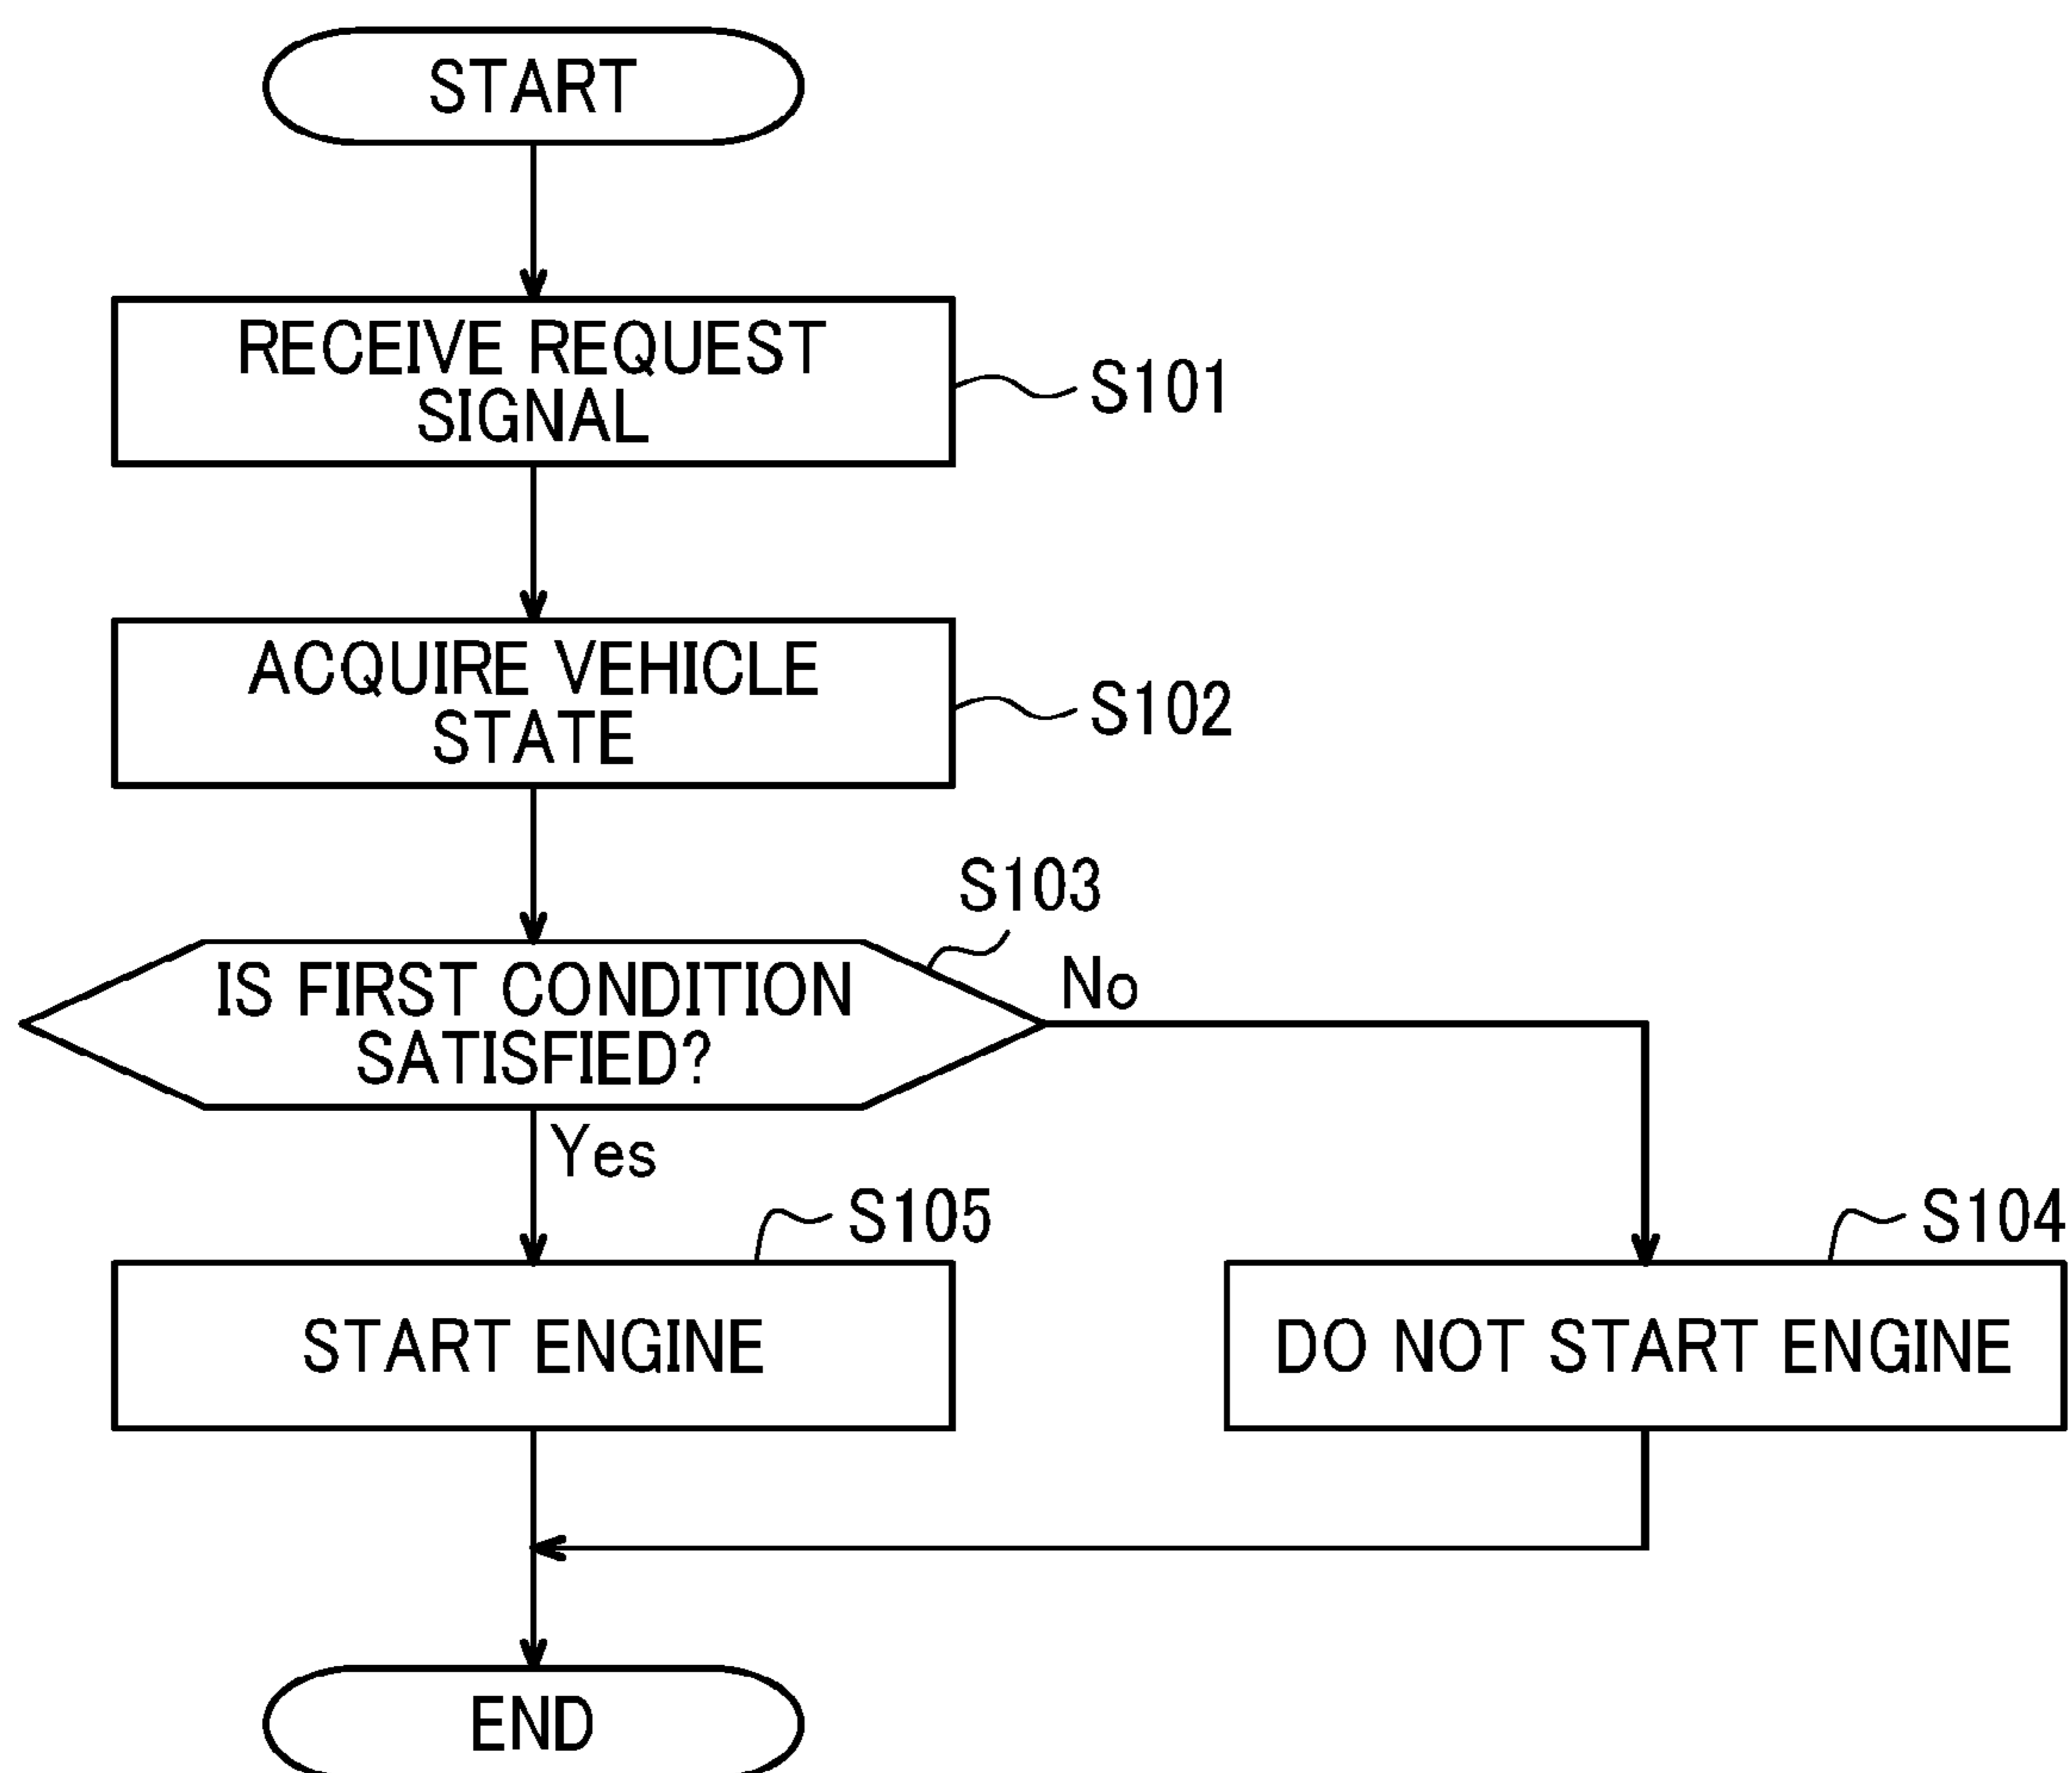 START
RECEIVE REQUEST
SIGNAL
S101
ACQUIRE VEHICLE
STATE
S102
S103
IS FIRST CONDITION
SATISFIED?
No
Yes
S105
S104
START ENGINE
DO NOT START ENGINE
END